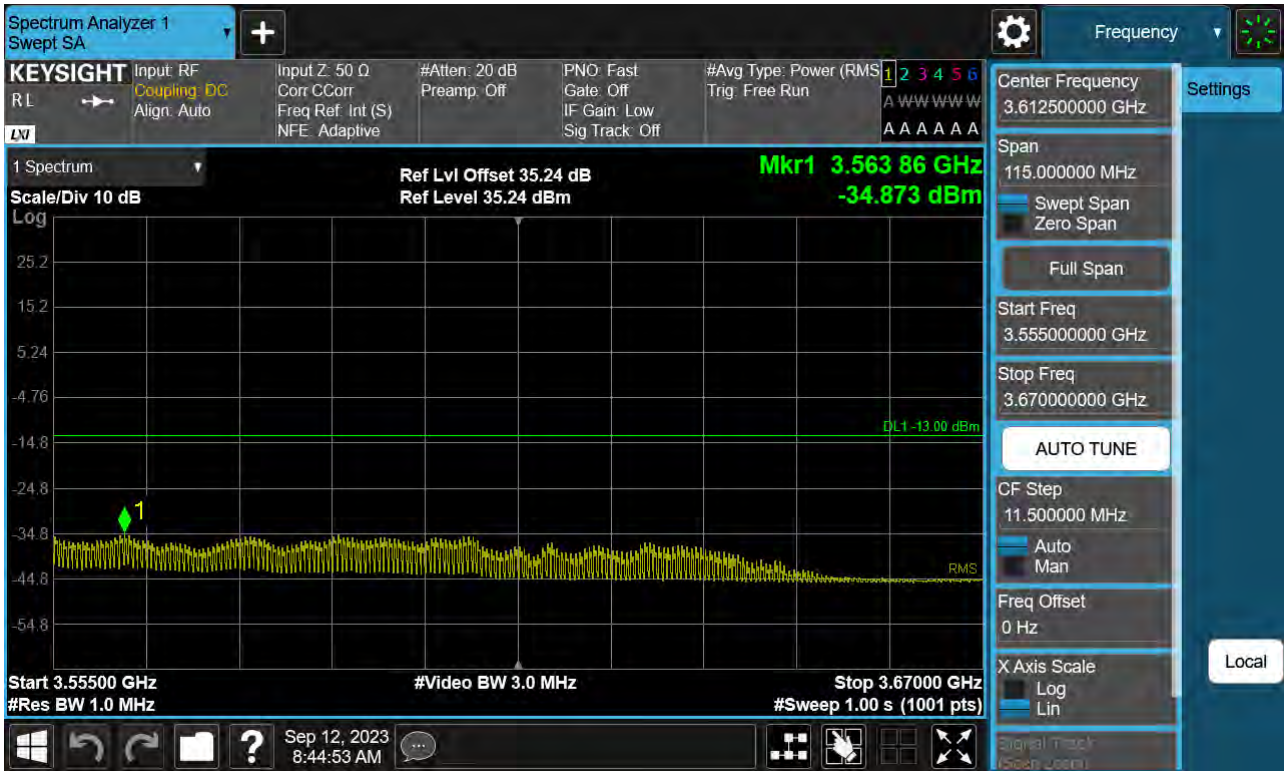 Spectrum Analyzer 1
Swept SA
+
Frequency
KEYSIGHT
RL
LXI
Input: RF
Coupling: DC
Align: Auto
Input Z: 50 Ω
Corr CCorr
Freq Ref: Int (S)
NFE: Adaptive
#Atten: 20 dB
Preamp: Off
PNO: Fast
Gate: Off
IF Gain: Low
Sig Track: Off
#Avg Type: Power (RMS
Trig: Free Run
1 2 3 4 5 6
A W W W W W
A A A A A A
1 Spectrum
Scale/Div 10 dB
Log
Ref Lvl Offset 35.24 dB
Ref Level 35.24 dBm
Mkr1 3.563 86 GHz
-34.873 dBm
25.2
15.2
5.24
-4.76
-14.8
-24.8
-34.8
-44.8
-54.8
DL1 -13.00 dBm
1
RMS
Start 3.55500 GHz
#Res BW 1.0 MHz
#Video BW 3.0 MHz
Stop 3.67000 GHz
#Sweep 1.00 s (1001 pts)
Center Frequency
3.612500000 GHz
Span
115.000000 MHz
Swept Span
Zero Span
Full Span
Start Freq
3.555000000 GHz
Stop Freq
3.670000000 GHz
AUTO TUNE
CF Step
11.500000 MHz
Auto
Man
Freq Offset
0 Hz
X Axis Scale
Log
Lin
Signal Track
(Span Zoom)
Settings
Local
?
Sep 12, 2023
8:44:53 AM